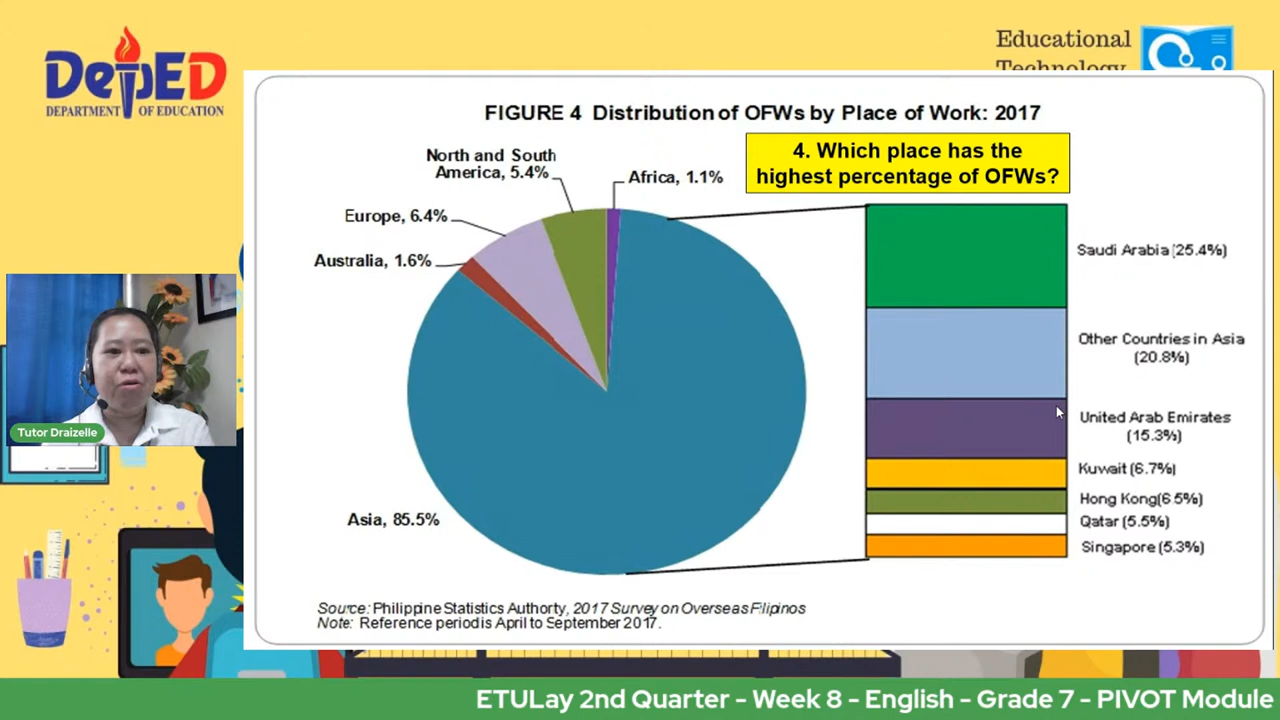 DepED
DEPARTMENT OF EDUCATION
Educational
Technology
FIGURE 4 Distribution of OFWs by Place of Work: 2017
4. Which place has the
highest percentage of OFWs?
North and South
America, 5.4%
Africa, 1.1%
Europe, 6.4%
Australia, 1.6%
Asia, 85.5%
Saudi Arabia (25.4%)
Other Countries in Asia
(20.8%)
United Arab Emirates
(15.3%)
Kuwait (6.7%)
Hong Kong(6 5%)
Qatar (5.5%)
Singapore (5.3%)
Tutor Draizelle
Source: Philippine Statistics Authorty, 2017 Survey on Overseas Filipinos
Note: Reference period is April to September 2017.
ETULay 2nd Quarter - Week 8 - English - Grade 7 - PIVOT Module